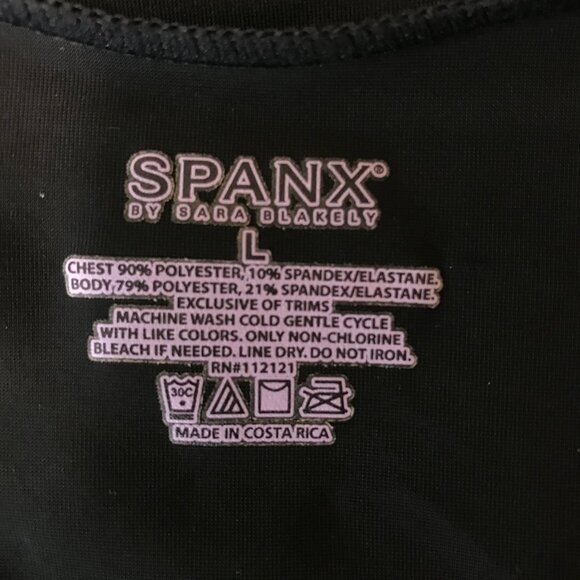 SPANX®
BY SARA BLAKELY
L
CHEST 90% POLYESTER, 10% SPANDEX/ELASTANE.
BODY 79% POLYESTER, 21% SPANDEX/ELASTANE.
EXCLUSIVE OF TRIMS
MACHINE WASH COLD GENTLE CYCLE
WITH LIKE COLORS. ONLY NON-CHLORINE
BLEACH IF NEEDED. LINE DRY. DO NOT IRON.
RN#112121
30C
MADE IN COSTA RICA